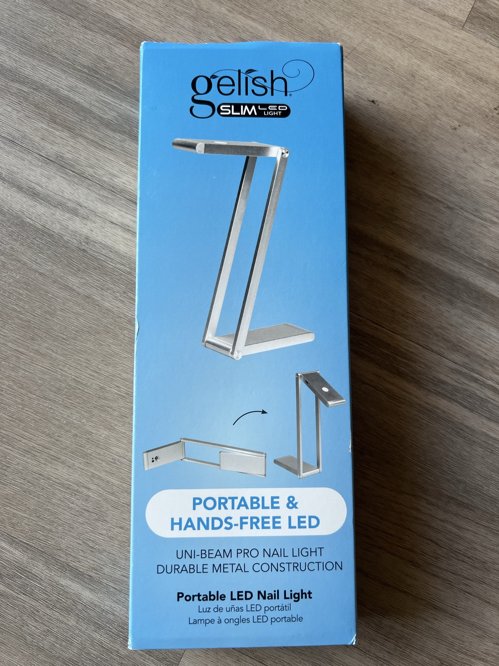 gelish®
SLIM LED
LIGHT
PORTABLE &
HANDS-FREE LED
UNI-BEAM PRO NAIL LIGHT
DURABLE METAL CONSTRUCTION
Portable LED Nail Light
Luz de uñas LED portátil
Lampe à ongles LED portable